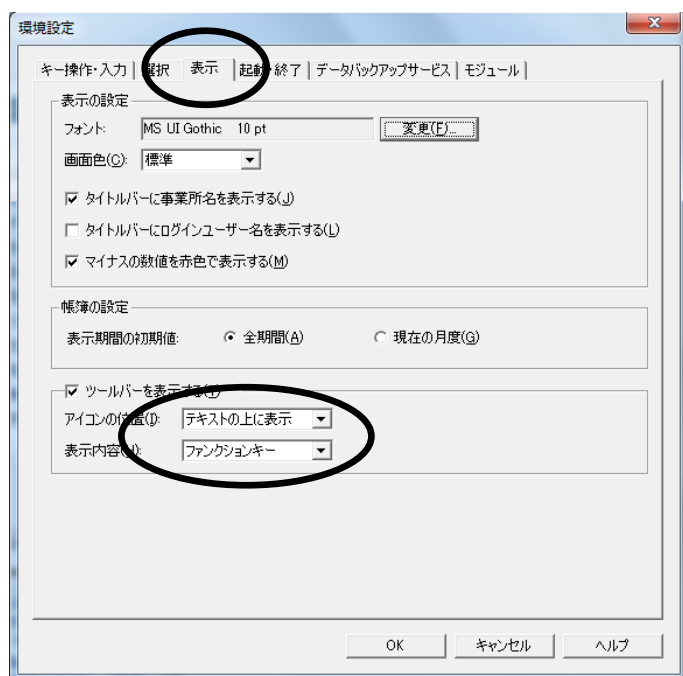 環境設定
キー操作・入力 選択 表示 起動・終了 データバックアップサービス モジュール
表示の設定
フォント: MS UI Gothic 10 pt 変更(F)...
画面色(C): 標準
タイトルバーに事業所名を表示する(J)
タイトルバーにログインユーザー名を表示する(L)
マイナスの数値を赤色で表示する(M)
帳簿の設定
表示期間の初期値: 全期間(A) 現在の月度(G)
ツールバーを表示する(T)
アイコンの位置(I): テキストの上に表示
表示内容 ファンクションキー
OK キャンセル ヘルプ